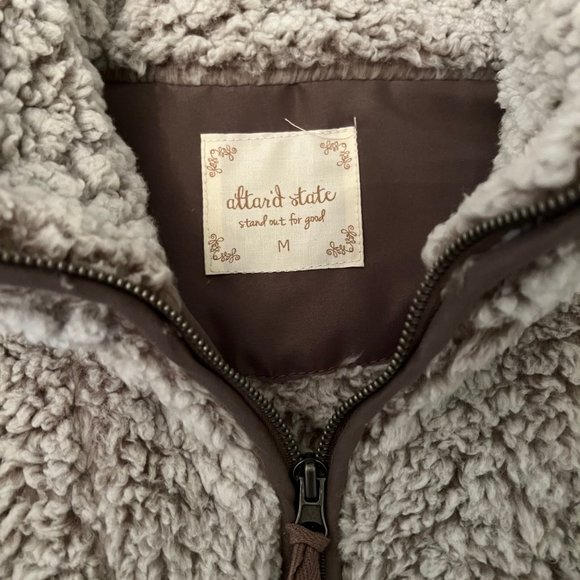 altar'd state
stand out for good
M